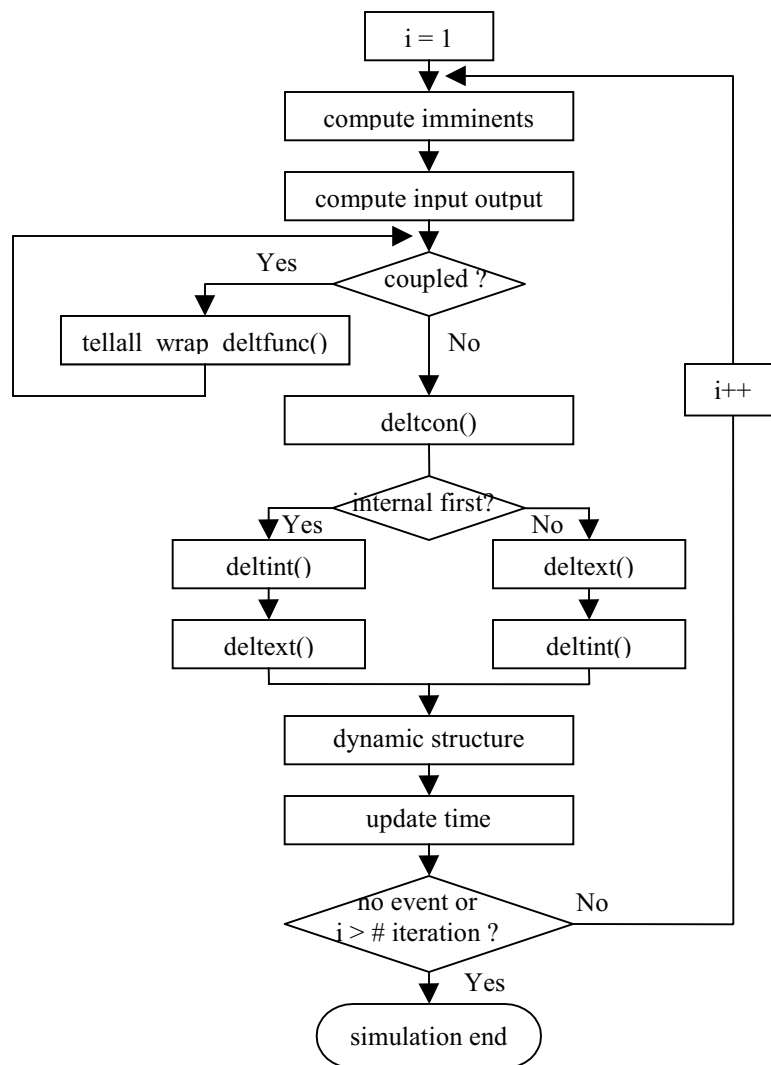 i = 1
compute imminents
compute input output
Yes
coupled ?
tellall wrap deltfunc()
No
i++
deltcon()
internal first?
Yes
No
deltint()
deltext()
deltext()
deltint()
dynamic structure
update time
no event or
i > # iteration ?
No
Yes
simulation end